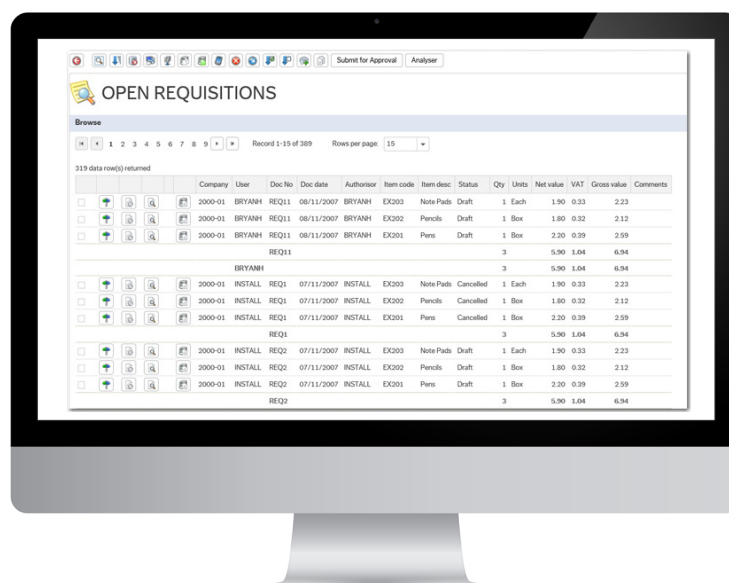 Submit for Approval Analyser
OPEN REQUISITIONS
Browse
1 2 3 4 5 6 7 8 9 Record 1-15 of 389 Rows per page: 15
319 data row(s) returned
Company User Doc No Doc date Authorisor Item code Item desc Status Qty Units Net value VAT Gross value Comments
2000-01 BRYANH REQ11 08/11/2007 BRYANH EX203 Note Pads Draft 1 Each 1.90 0.33 2.23
2000-01 BRYANH REQ11 08/11/2007 BRYANH EX202 Pencils Draft 1 Box 1.80 0.32 2.12
2000-01 BRYANH REQ11 08/11/2007 BRYANH EX201 Pens Draft 1 Box 2.20 0.39 2.59
REQ11 3 5.90 1.04 6.94
BRYANH 3 5.90 1.04 6.94
2000-01 INSTALL REQ1 07/11/2007 INSTALL EX203 Note Pads Cancelled 1 Each 1.90 0.33 2.23
2000-01 INSTALL REQ1 07/11/2007 INSTALL EX202 Pencils Cancelled 1 Box 1.80 0.32 2.12
2000-01 INSTALL REQ1 07/11/2007 INSTALL EX201 Pens Cancelled 1 Box 2.20 0.39 2.59
REQ1 3 5.90 1.04 6.94
2000-01 INSTALL REQ2 07/11/2007 INSTALL EX203 Note Pads Draft 1 Each 1.90 0.33 2.23
2000-01 INSTALL REQ2 07/11/2007 INSTALL EX202 Pencils Draft 1 Box 1.80 0.32 2.12
2000-01 INSTALL REQ2 07/11/2007 INSTALL EX201 Pens Draft 1 Box 2.20 0.39 2.59
REQ2 3 5.90 1.04 6.94